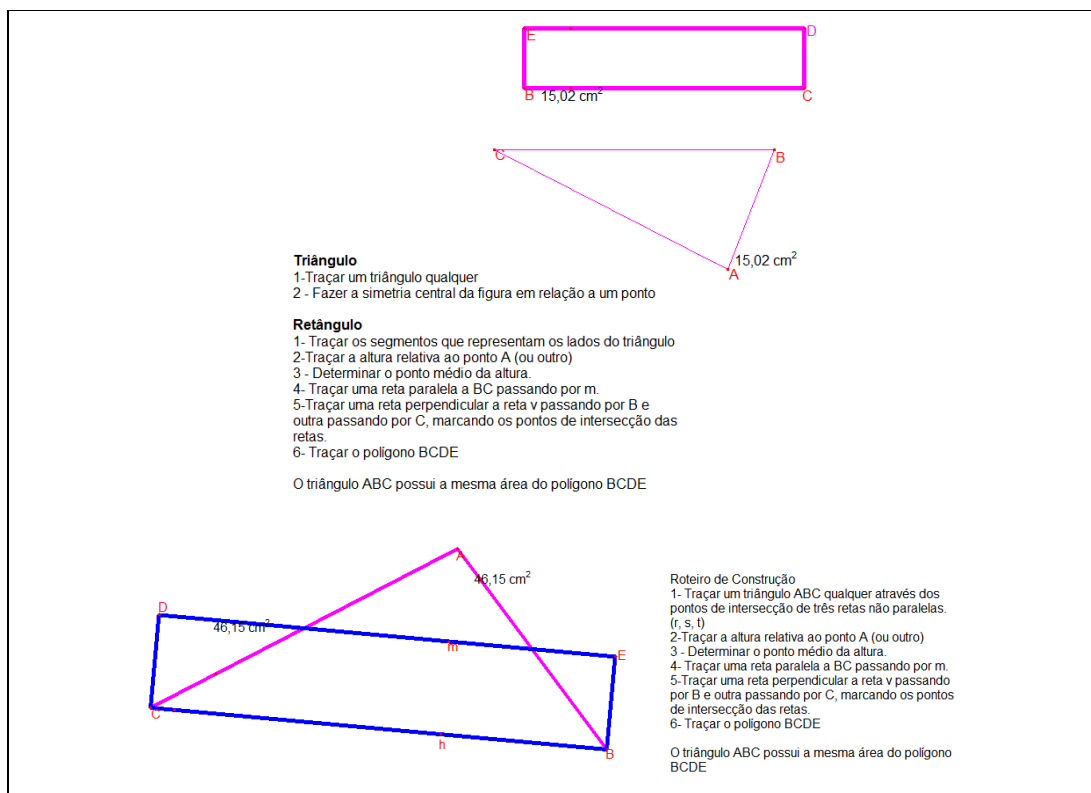 E
D
B
15,02 cm²
C
C
B
15,02 cm²
A
Triângulo
1-Traçar um triângulo qualquer
2 - Fazer a simetria central da figura em relação a um ponto
Retângulo
1- Traçar os segmentos que representam os lados do triângulo
2-Traçar a altura relativa ao ponto A (ou outro)
3 - Determinar o ponto médio da altura.
4- Traçar uma reta paralela a BC passando por m.
5-Traçar uma reta perpendicular a reta v passando por B e
outra passando por C, marcando os pontos de intersecção das
retas.
6- Traçar o polígono BCDE
O triângulo ABC possui a mesma área do polígono BCDE
A
46,15 cm²
D
46,15 cm²
m
E
C
h
B
Roteiro de Construção
1- Traçar um triângulo ABC qualquer através dos
pontos de intersecção de três retas não paralelas.
(r, s, t)
2-Traçar a altura relativa ao ponto A (ou outro)
3 - Determinar o ponto médio da altura.
4- Traçar uma reta paralela a BC passando por m.
5-Traçar uma reta perpendicular a reta v passando
por B e outra passando por C, marcando os pontos
de intersecção das retas.
6- Traçar o polígono BCDE
O triângulo ABC possui a mesma área do polígono
BCDE